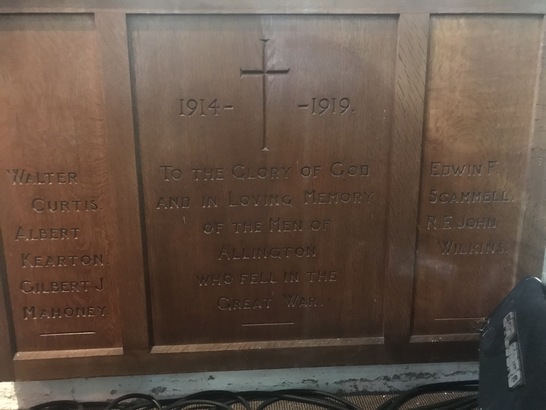 Walter
Curtis.
Albert
Kearton.
Gilbert J
Mahoney.
1914–
–1919.
To the Glory of God
and in Loving Memory
of the Men of
Allington
who fell in the
Great War.
Edwin F.
Scammell.
R.E. John
Wilkins.